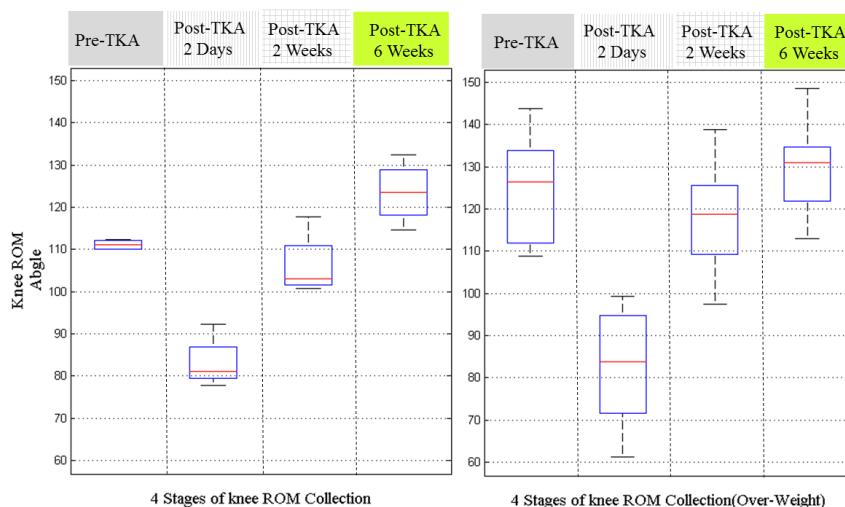 Pre-TKA
Post-TKA
2 Days
Post-TKA
2 Weeks
Post-TKA
6 Weeks
150
140
130
120
110
100
90
80
70
60
Knee ROM
Abgle
4 Stages of knee ROM Collection
Pre-TKA
Post-TKA
2 Days
Post-TKA
2 Weeks
Post-TKA
6 Weeks
150
140
130
120
110
100
90
80
70
60
4 Stages of knee ROM Collection(Over-Weight)